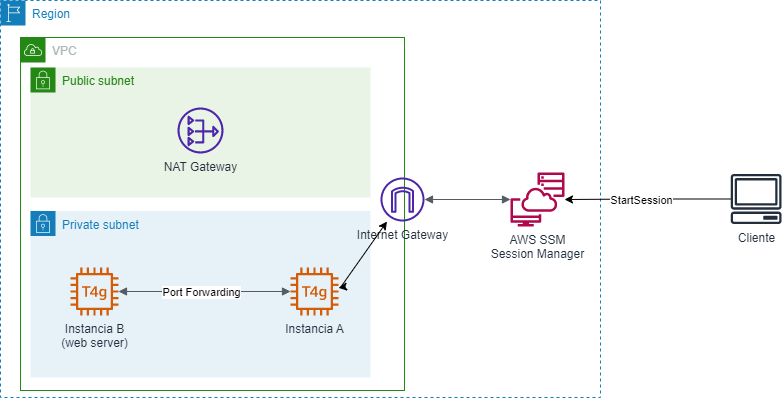 Region
VPC
Public subnet
NAT Gateway
Private subnet
Internet Gateway
StartSession
AWS SSM
Session Manager
Cliente
T4g
Port Forwarding
T4g
Instancia B
(web server)
Instancia A